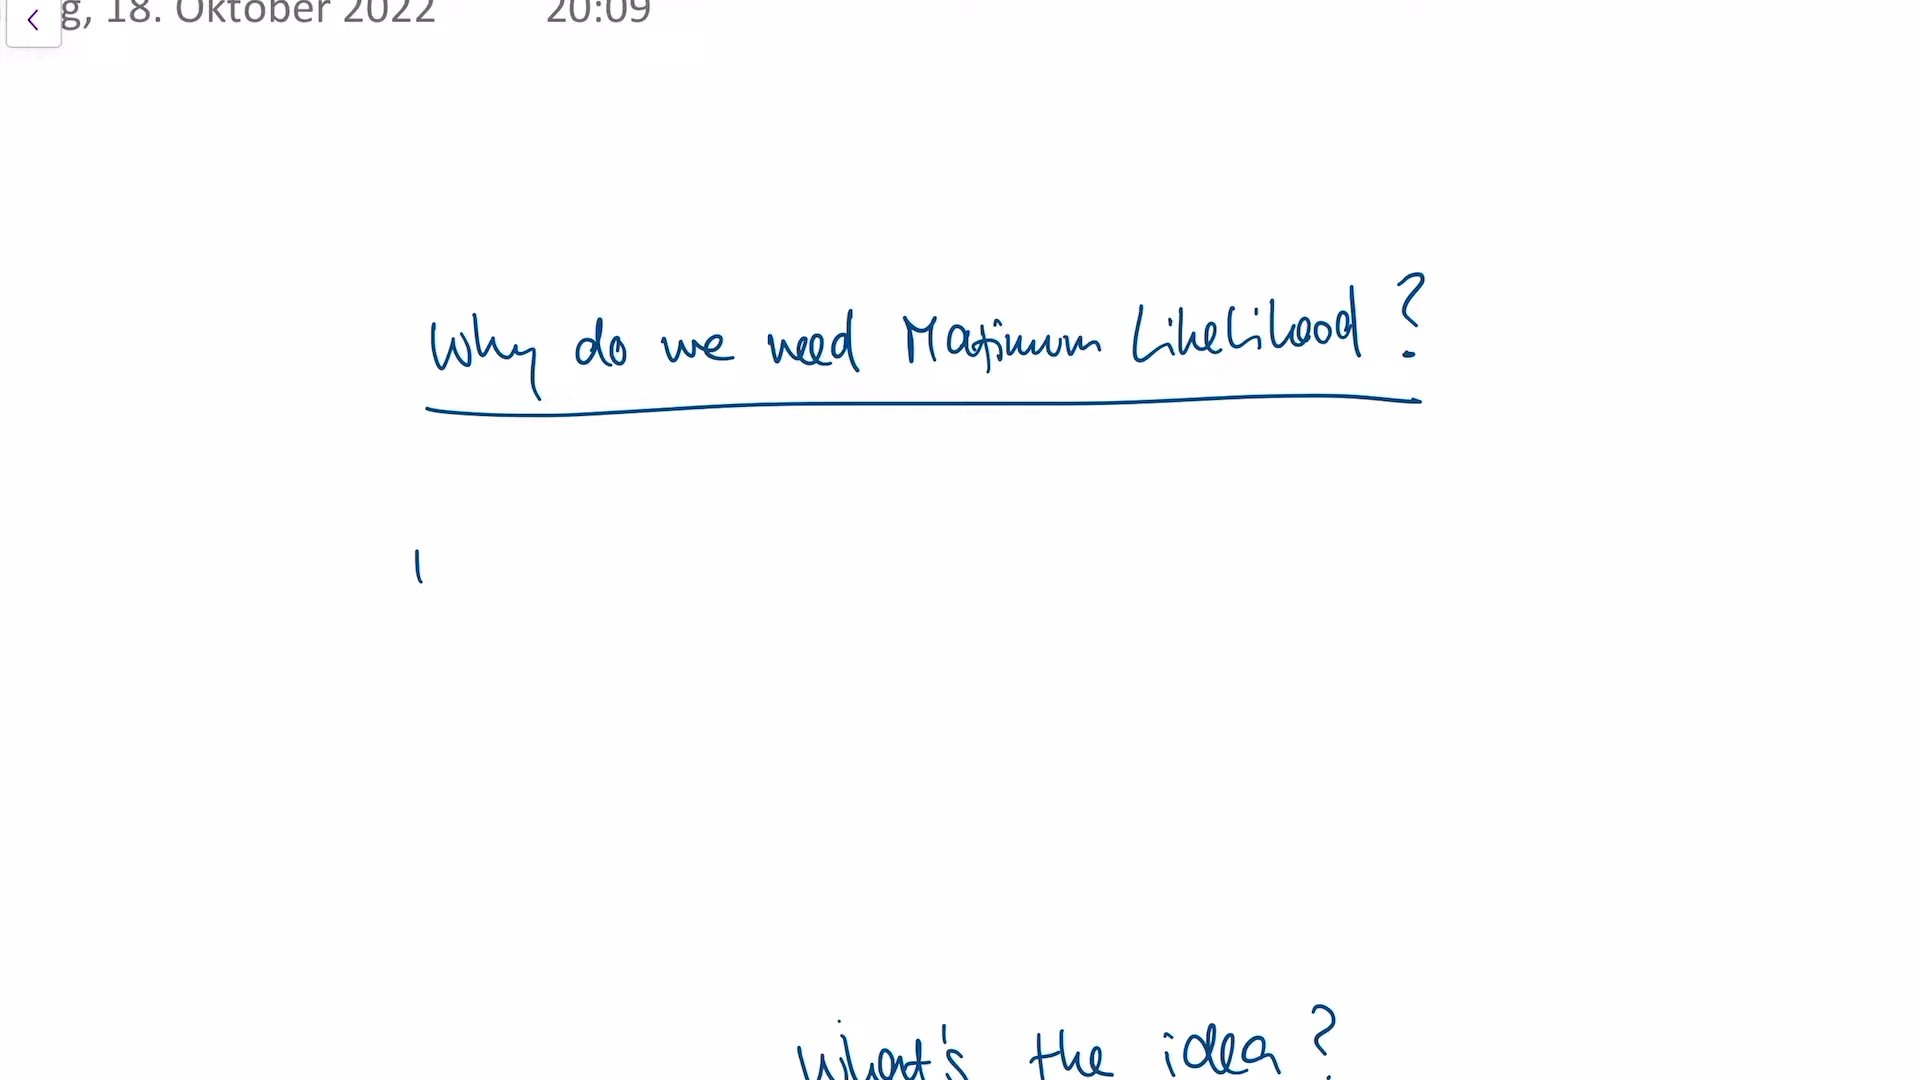 g, 18. Oktober 2022 20:09
Why do we need Maximum Likelihood?
What's the idea?